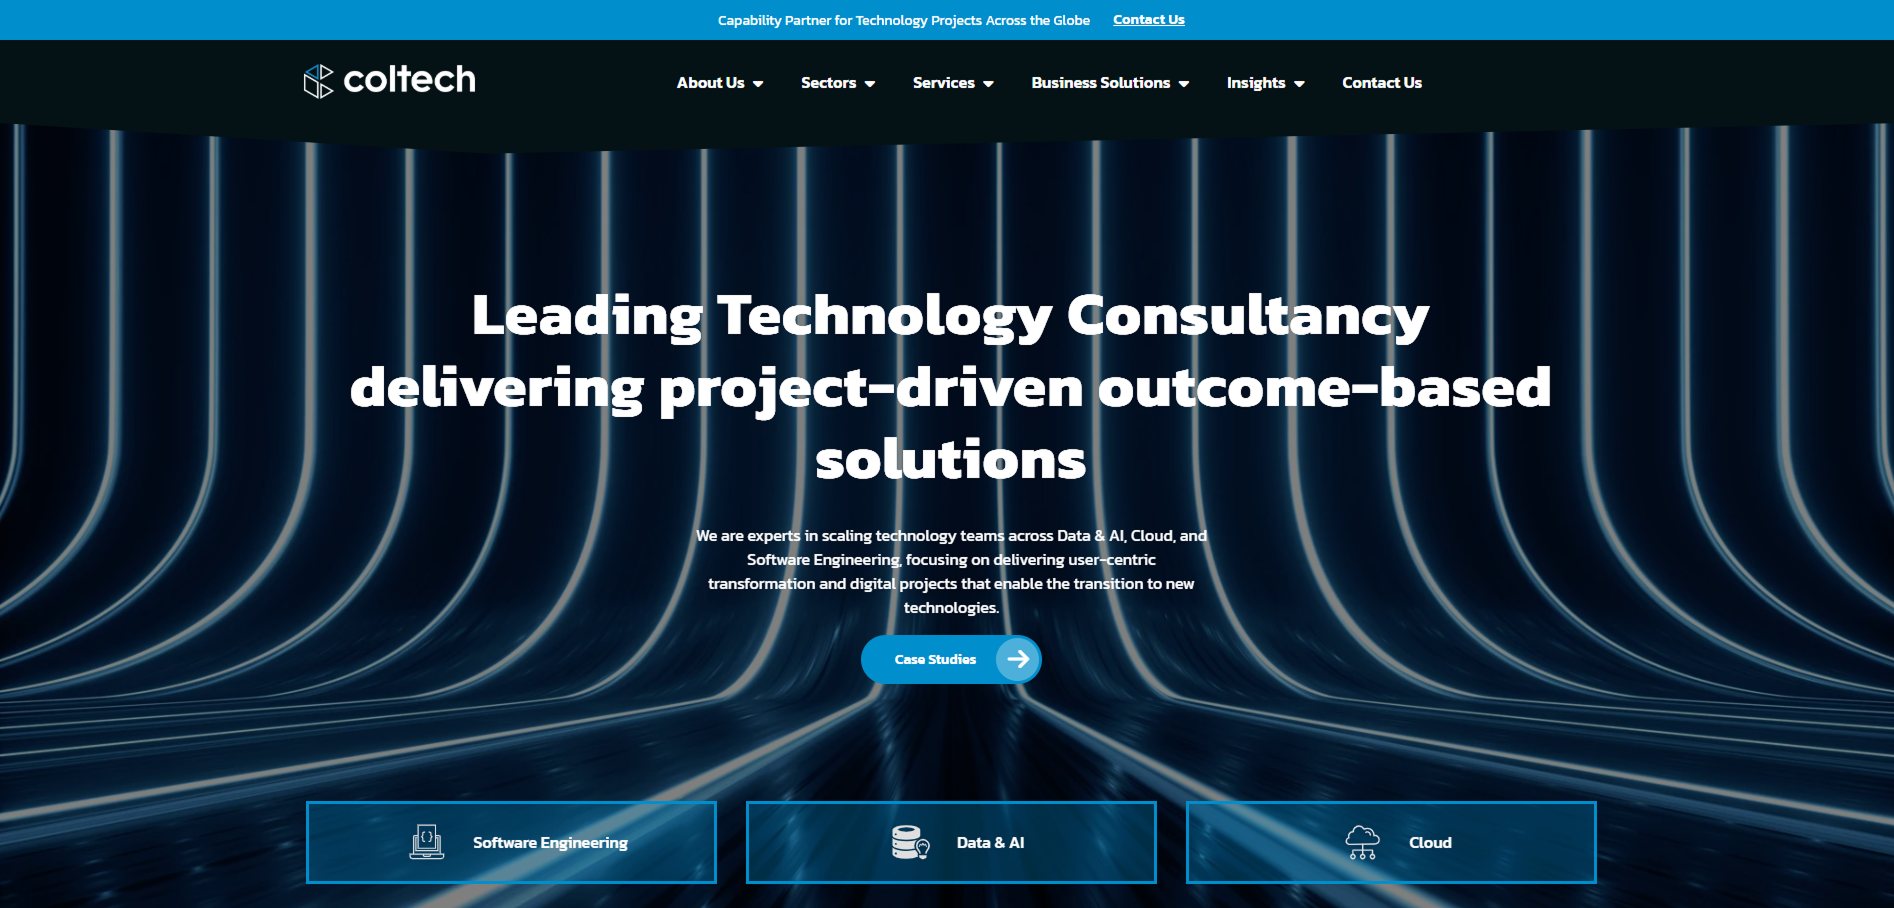 Capability Partner for Technology Projects Across the Globe Contact Us
coltech
About Us Sectors Services Business Solutions Insights Contact Us
Leading Technology Consultancy
delivering project-driven outcome-based
solutions
We are experts in scaling technology teams across Data & AI, Cloud, and
Software Engineering, focusing on delivering user-centric
transformation and digital projects that enable the transition to new
technologies.
Case Studies
Software Engineering Data & AI Cloud